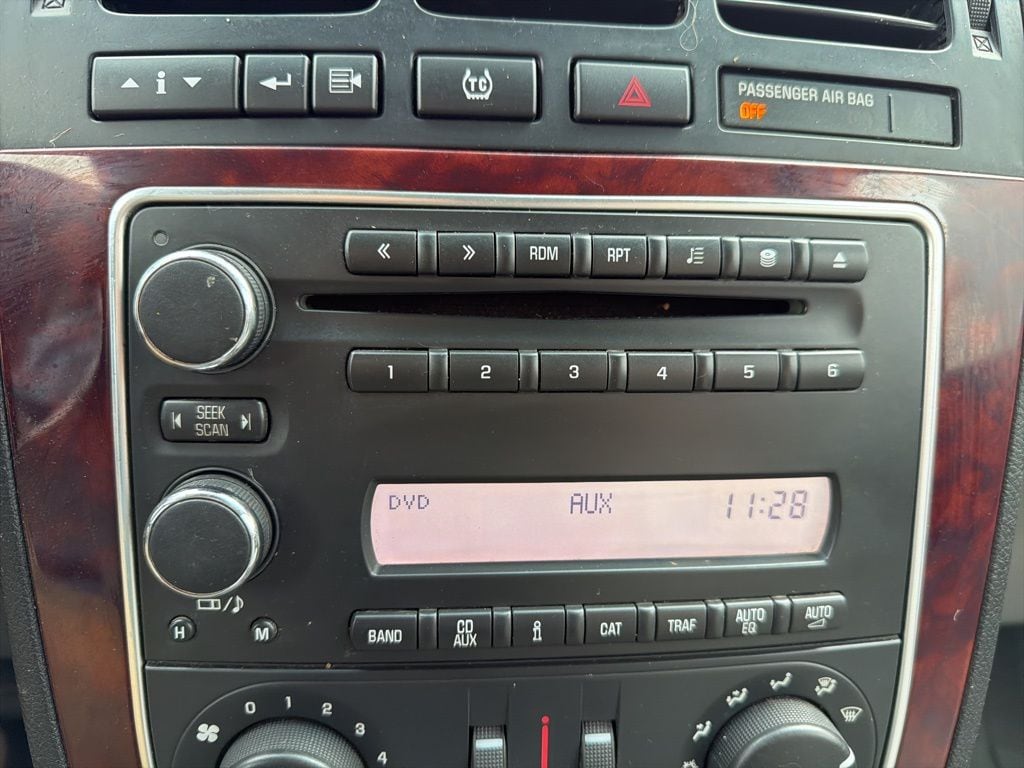 i
TC
PASSENGER AIR BAG
OFF
« » RDM RPT
1 2 3 4 5 6
SEEK
SCAN
DVD AUX 11:28
H M
BAND CD AUX i CAT TRAF AUTO EQ AUTO
0 1 2 3 4